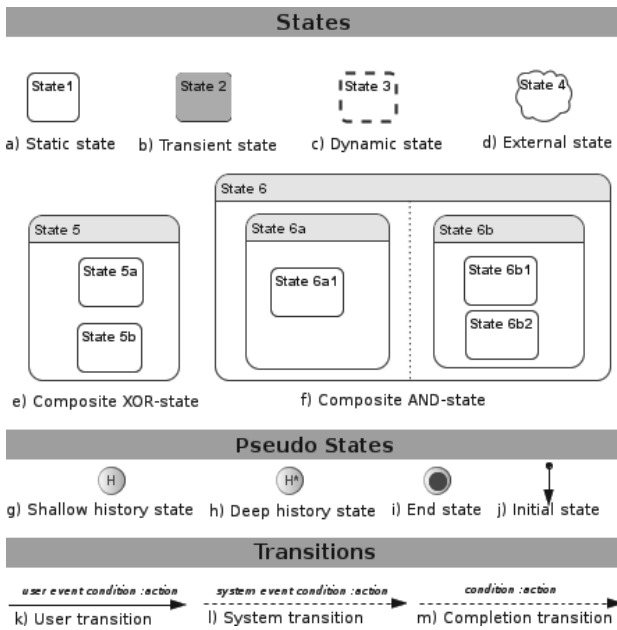 States
State1
State 2
State 3
State 4
a) Static state
b) Transient state
c) Dynamic state
d) External state
State 6
State 5
State 6a
State 6b
State 5a
State 6a1
State 6b1
State 5b
State 6b2
e) Composite XOR-state
f) Composite AND-state
Pseudo States
H
H*
g) Shallow history state
h) Deep history state
i) End state
j) Initial state
Transitions
user event condition :action
system event condition :action
condition :action
k) User transition
l) System transition
m) Completion transition